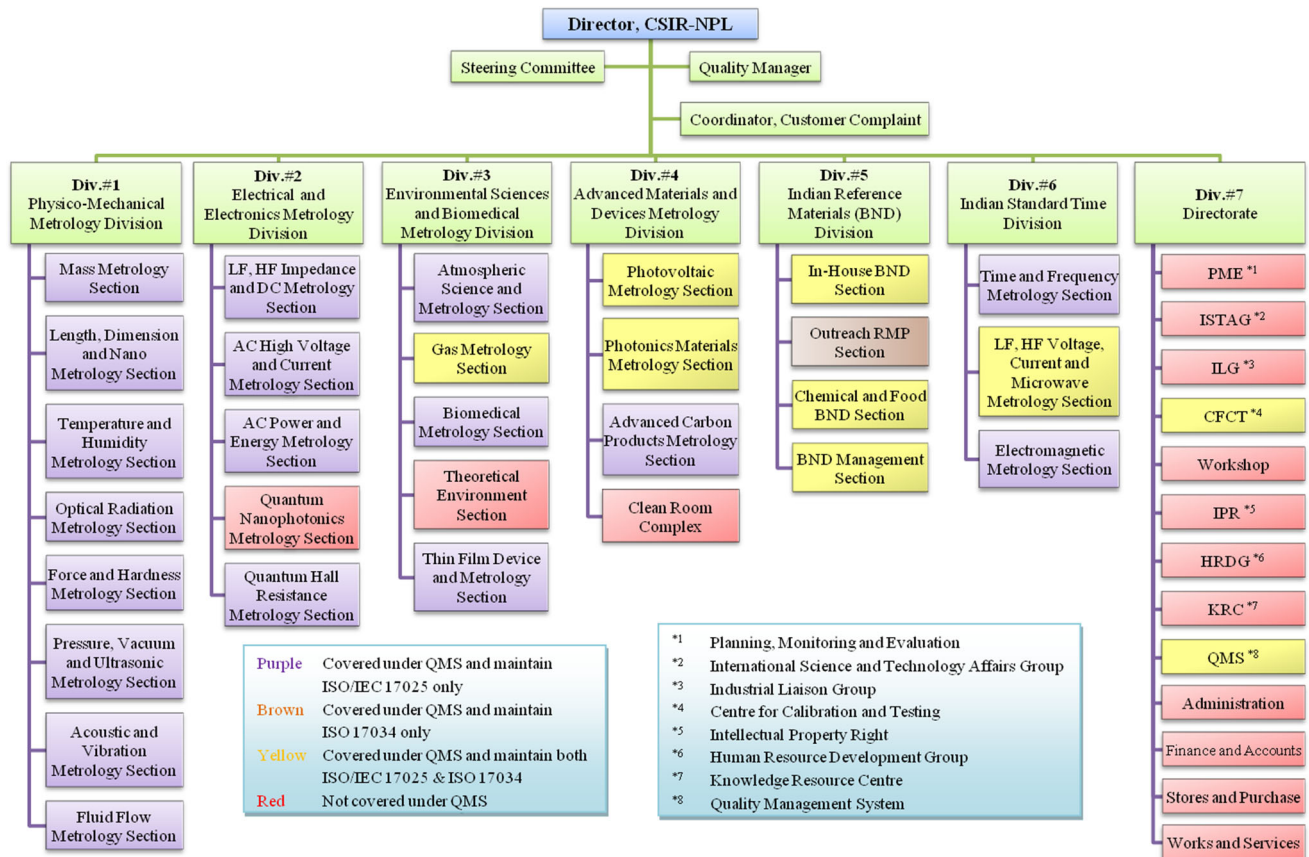 Director, CSIR-NPL
Steering Committee
Quality Manager
Coordinator, Customer Complaint
Div.#1
Physico-Mechanical
Metrology Division
Mass Metrology
Section
Length, Dimension
and Nano
Metrology Section
Temperature and
Humidity
Metrology Section
Optical Radiation
Metrology Section
Force and Hardness
Metrology Section
Pressure, Vacuum
and Ultrasonic
Metrology Section
Acoustic and
Vibration
Metrology Section
Fluid Flow
Metrology Section
Div.#2
Electrical and
Electronics Metrology
Division
LF, HF Impedance
and DC Metrology
Section
AC High Voltage
and Current
Metrology Section
AC Power and
Energy Metrology
Section
Quantum
Nanophotonics
Metrology Section
Quantum Hall
Resistance
Metrology Section
Div.#3
Environmental Sciences
and Biomedical
Metrology Division
Atmospheric
Science and
Metrology Section
Gas Metrology
Section
Biomedical
Metrology Section
Theoretical
Environment
Section
Thin Film Device
and Metrology
Section
Div.#4
Advanced Materials and
Devices Metrology
Division
Photovoltaic
Metrology Section
Photonics Materials
Metrology Section
Advanced Carbon
Products Metrology
Section
Clean Room
Complex
Div.#5
Indian Reference
Materials (BND)
Division
In-House BND
Section
Outreach RMP
Section
Chemical and Food
BND Section
BND Management
Section
Div.#6
Indian Standard Time
Division
Time and Frequency
Metrology Section
LF, HF Voltage,
Current and
Microwave
Metrology Section
Electromagnetic
Metrology Section
Div.#7
Directorate
PME *1
ISTAG *2
ILG *3
CFCT *4
Workshop
IPR *5
HRDG *6
KRC *7
QMS *8
Administration
Finance and Accounts
Stores and Purchase
Works and Services
Purple Covered under QMS and maintain
ISO/IEC 17025 only
Brown Covered under QMS and maintain
ISO 17034 only
Yellow Covered under QMS and maintain both
ISO/IEC 17025 & ISO 17034
Red Not covered under QMS
*1 Planning, Monitoring and Evaluation
*2 International Science and Technology Affairs Group
*3 Industrial Liaison Group
*4 Centre for Calibration and Testing
*5 Intellectual Property Right
*6 Human Resource Development Group
*7 Knowledge Resource Centre
*8 Quality Management System